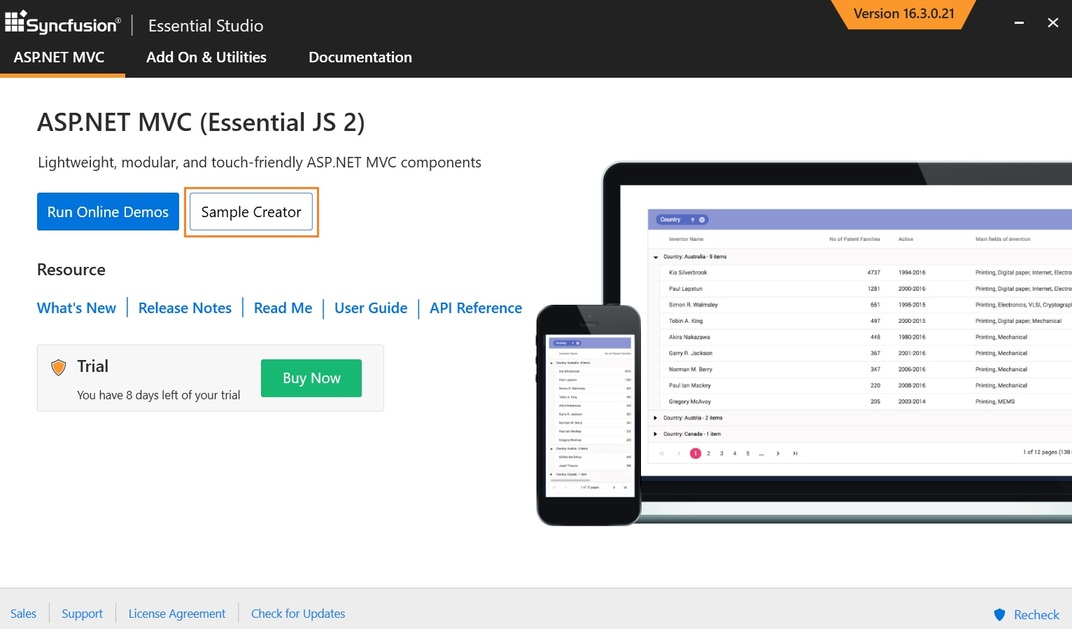 Syncfusion® Essential Studio
Version 16.3.0.21
ASP.NET MVC Add On & Utilities Documentation
ASP.NET MVC (Essential JS 2)
Lightweight, modular, and touch-friendly ASP.NET MVC components
Run Online Demos Sample Creator
Resource
What's New Release Notes Read Me User Guide API Reference
Trial
You have 8 days left of your trial
Buy Now
Country
Inventor Name No of Patent Families Active Main fields of invention
Country: Australia - 9 items
Kia Silverbrook 4737 1994-2016 Printing, Digital paper, Internet, Electro
Paul Lapstun 1281 2000-2016 Printing, Digital paper, Internet, Electro
Simon R. Walmsley 651 1995-2015 Printing, Electronics, VLSI, Cryptograp
Tobin A. King 497 2000-2015 Printing, Digital paper, Mechanical
Akira Nakazawa 445 1980-2016 Printing, Mechanical
Garry R. Jackson 367 2001-2016 Printing, Mechanical
Norman M. Berry 347 2006-2016 Printing, Mechanical
Paul Ian Mackey 220 2008-2016 Printing, Mechanical
Gregory McAvoy 205 2003-2014 Printing, MEMS
Country: Austria - 2 items
Country: Canada - 1 item
1 2 3 4 5 ... 1 of 12 pages (138
Sales Support License Agreement Check for Updates Recheck